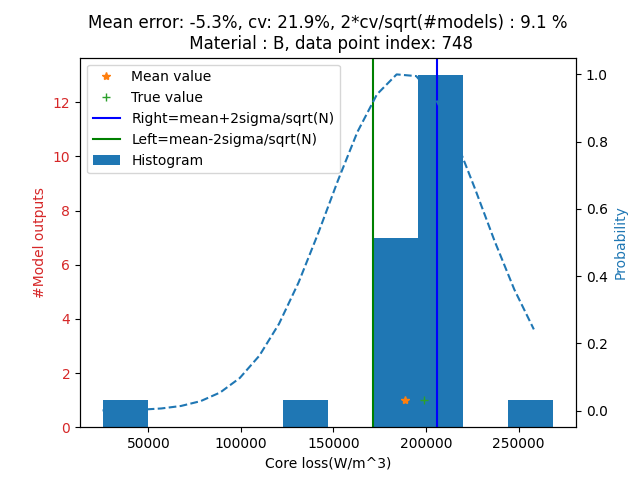 Mean error: -5.3%, cv: 21.9%, 2*cv/sqrt(#models) : 9.1 %
Material : B, data point index: 748
Mean value
True value
Right=mean+2sigma/sqrt(N)
Left=mean-2sigma/sqrt(N)
Histogram
#Model outputs
0
2
4
6
8
10
12
Probability
0.0
0.2
0.4
0.6
0.8
1.0
50000
100000
150000
200000
250000
Core loss(W/m^3)